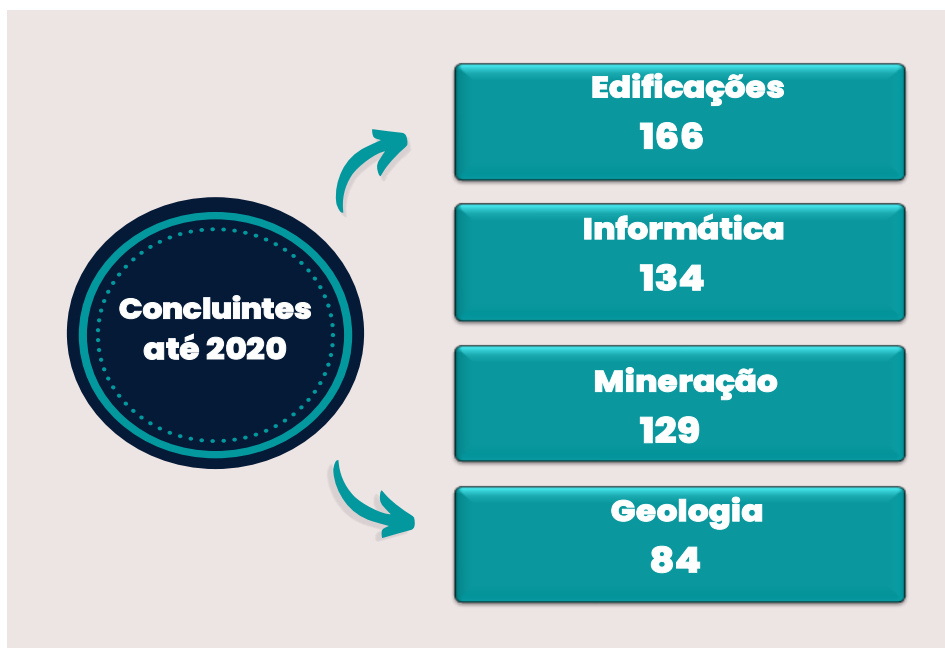 Concluintes
até 2020
Edificações
166
Informática
134
Mineração
129
Geologia
84